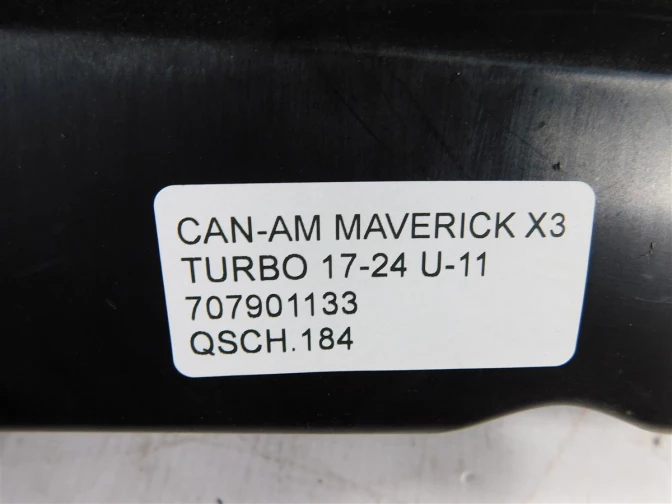 CAN-AM MAVERICK X3
TURBO 17-24 U-11
707901133
QSCH.184